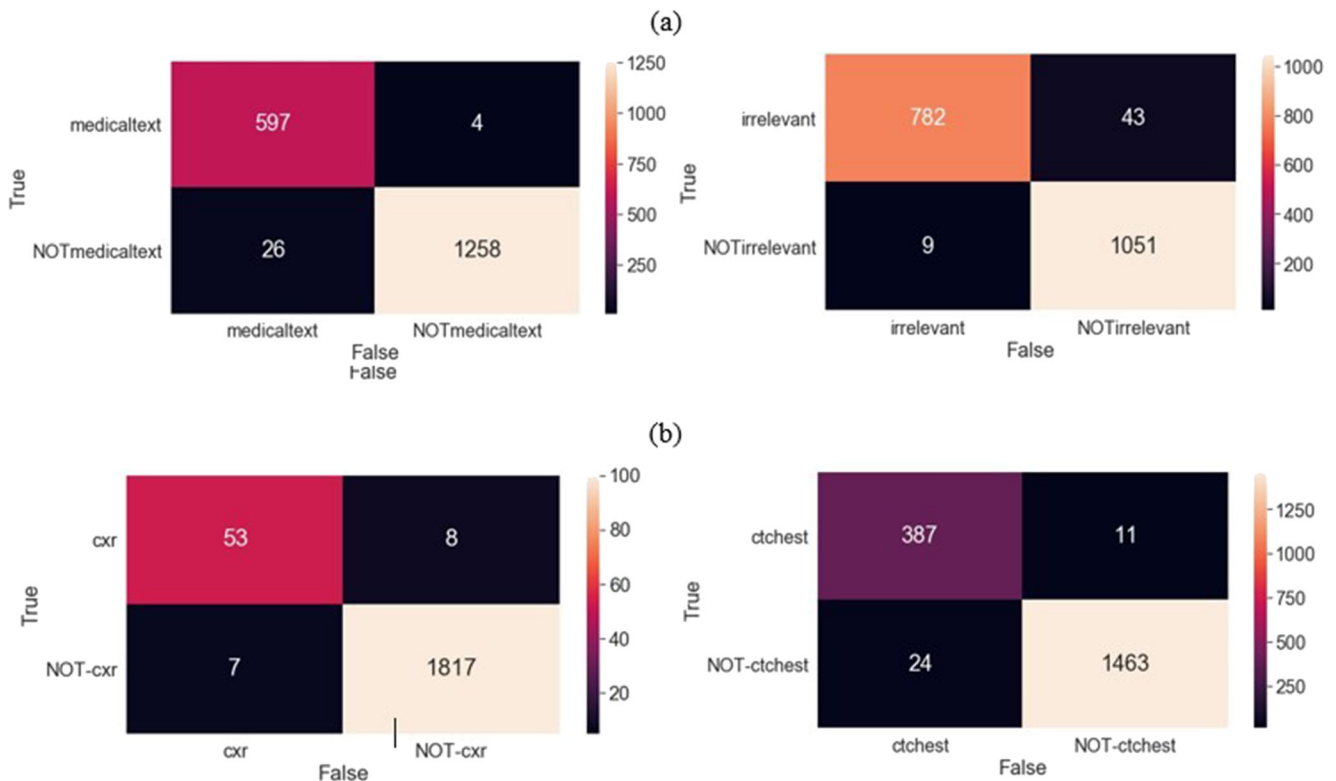 (a)
medicaltext
597
4
NOTmedicaltext
26
1258
medicaltext
NOTmedicaltext
False
False
True
1250
1000
750
500
250
irrelevant
782
43
NOTirrelevant
9
1051
irrelevant
NOTirrelevant
False
True
1000
800
600
400
200
(b)
cxr
53
8
NOT-cxr
7
1817
cxr
NOT-cxr
False
True
100
80
60
40
20
ctchest
387
11
NOT-ctchest
24
1463
ctchest
NOT-ctchest
False
True
1250
1000
750
500
250